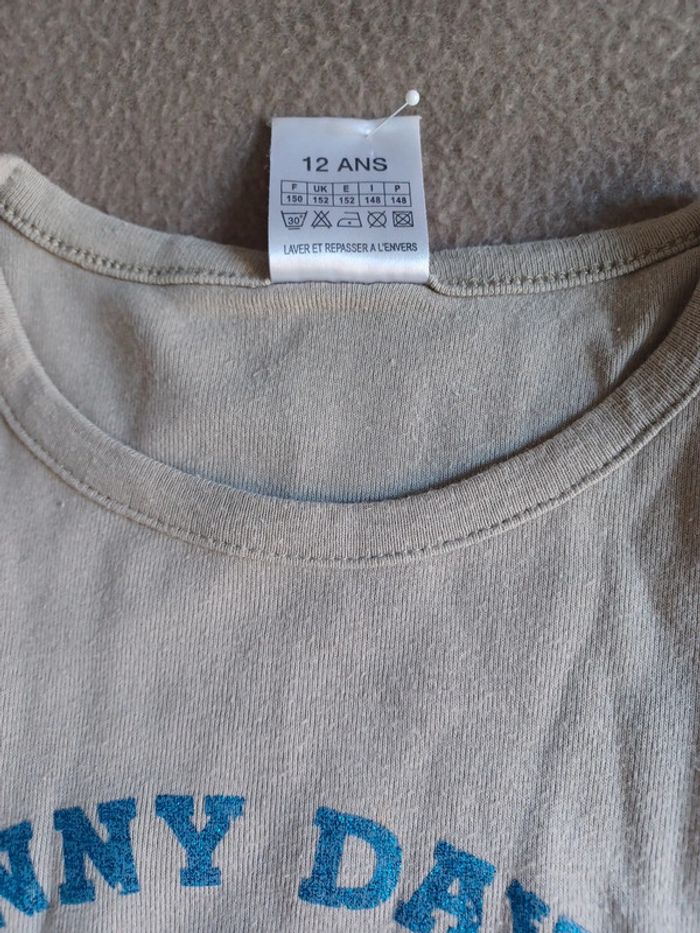 12 ANS
F UK E I P
150 152 152 148 148
30°
LAVER ET REPASSER A L'ENVERS
NNY DA